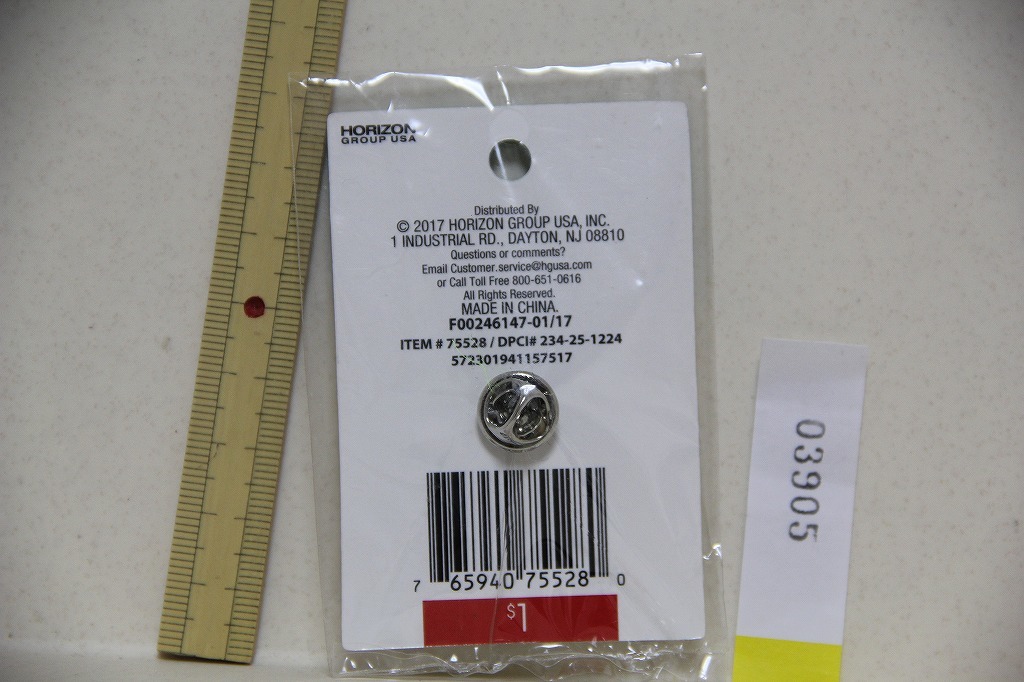 HORIZON
GROUP USA
Distributed By
© 2017 HORIZON GROUP USA, INC.
1 INDUSTRIAL RD., DAYTON, NJ 08810
Questions or comments?
Email Customer.service@hgusa.com
or Call Toll Free 800-651-0616
All Rights Reserved.
MADE IN CHINA.
F00246147-01/17
ITEM # 75528 / DPCI# 234-25-1224
572301941157517
7 65940 75528 0
$1
03905